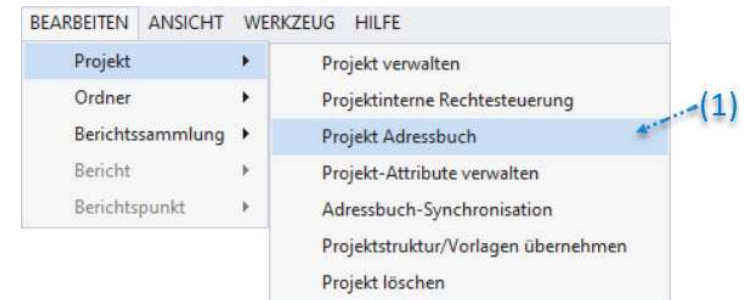 BEARBEITEN ANSICHT WERKZEUG HILFE
Projekt
Ordner
Berichtssammlung
Bericht
Berichtspunkt
Projekt verwalten
Projektinterne Rechtesteuerung
Projekt Adressbuch
Projekt-Attribute verwalten
Adressbuch-Synchronisation
Projektstruktur/Vorlagen übernehmen
Projekt löschen
(1)